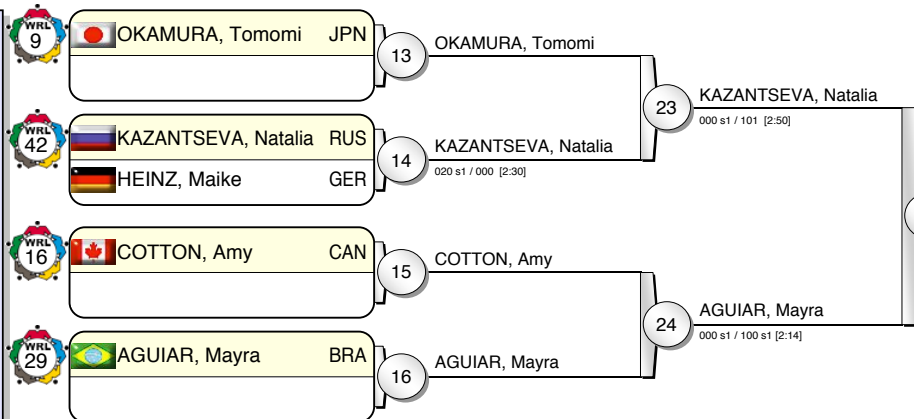 WRL
9
OKAMURA, Tomomi JPN
13
OKAMURA, Tomomi
23
KAZANTSEVA, Natalia
000 s1 / 101 [2:50]
WRL
42
KAZANTSEVA, Natalia RUS
HEINZ, Maike GER
14
KAZANTSEVA, Natalia
020 s1 / 000 [2:30]
WRL
16
COTTON, Amy CAN
15
COTTON, Amy
24
AGUIAR, Mayra
000 s1 / 100 s1 [2:14]
WRL
29
AGUIAR, Mayra BRA
16
AGUIAR, Mayra